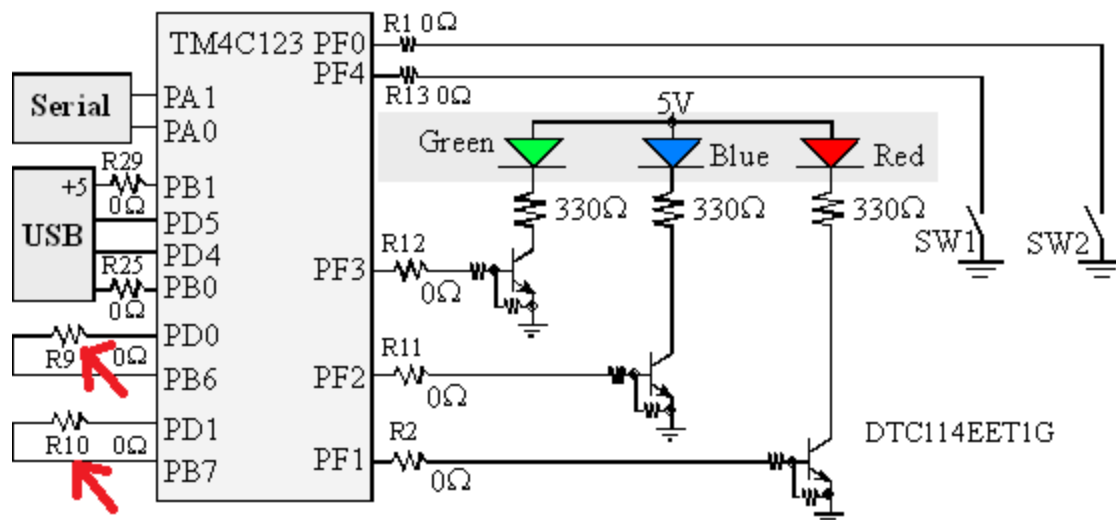 R1 0Ω
TM4C123 PF0
PF4
R13 0Ω
Serial
PA1
PA0
5V
Green
Blue
Red
R29
+5
0Ω
PB1
USB
PD5
PD4
R25
0Ω
PB0
330Ω
330Ω
330Ω
SW1
SW2
R12
PF3
0Ω
PD0
R9 0Ω
PB6
R11
PF2
0Ω
PD1
R10 0Ω
PB7
R2
PF1
0Ω
DTC114EET1G